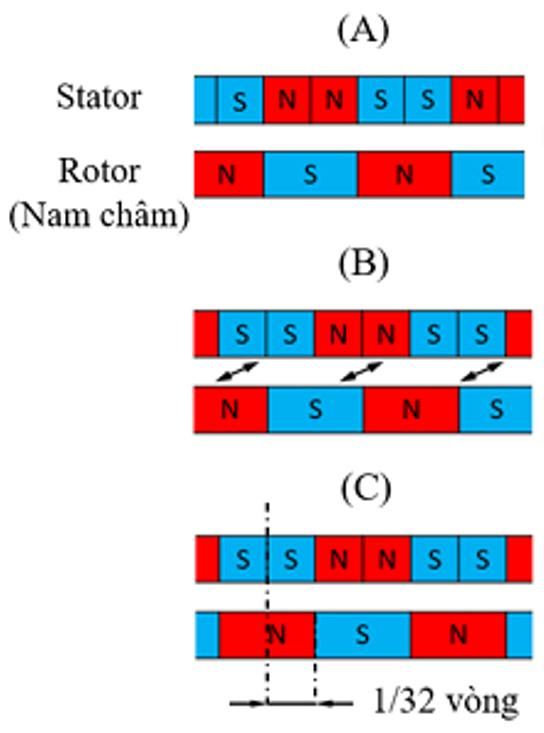 (A)
Stator S N N S S N
Rotor N S N S
(Nam châm)
(B)
S S N N S S
N S N S
(C)
S S N N S S
N S N
1/32 vòng